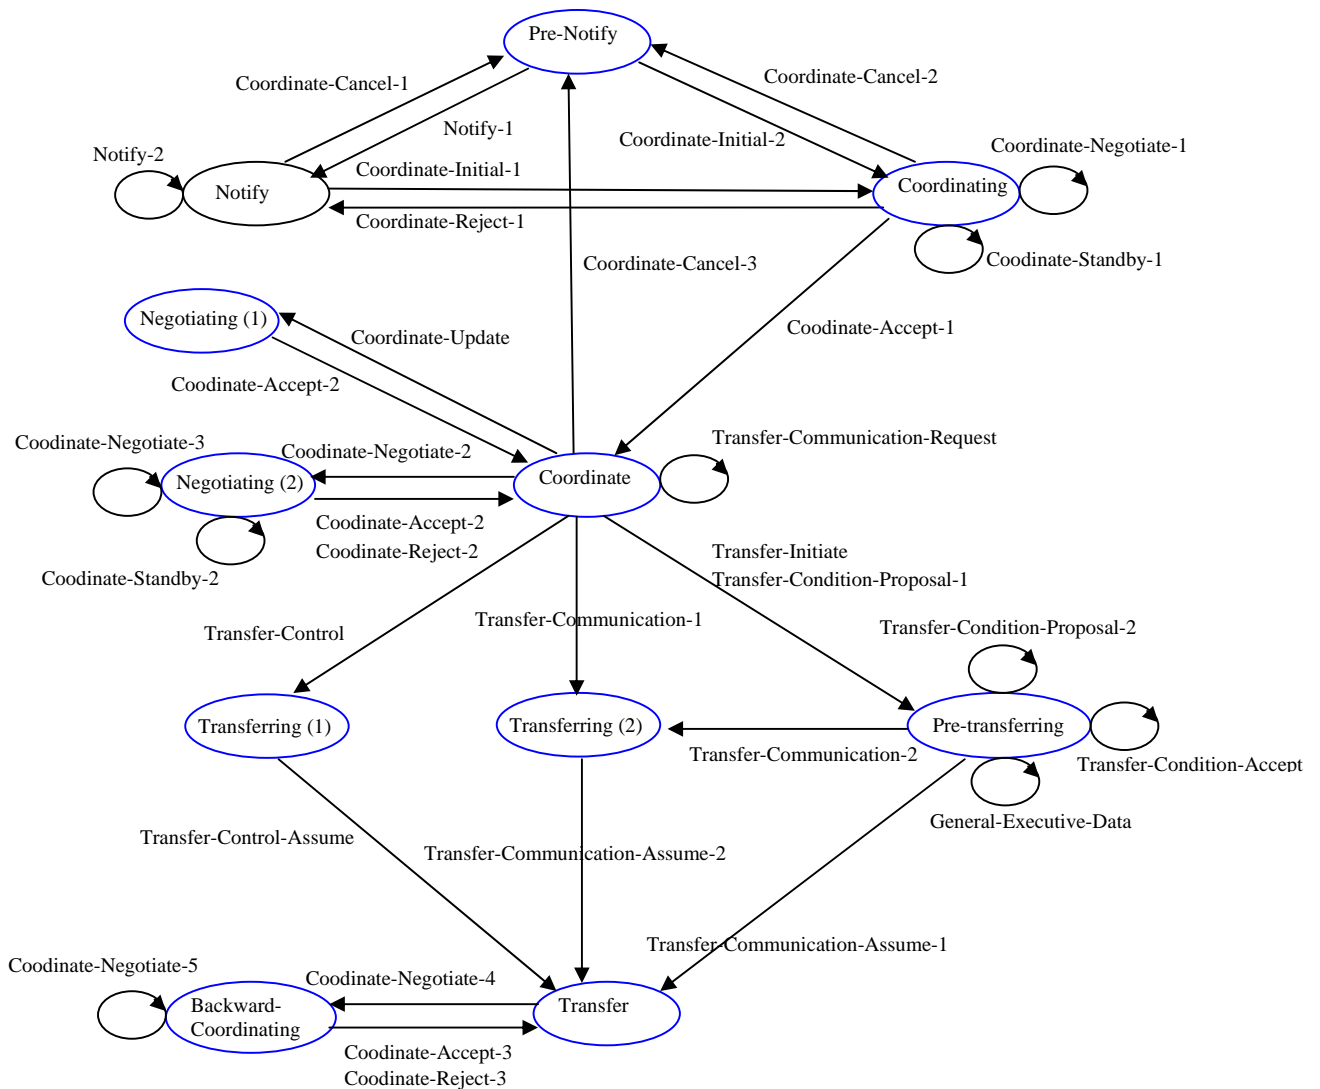 Pre-Notify
Coordinate-Cancel-1
Coordinate-Cancel-2
Notify-1
Coordinate-Initial-2
Notify-2
Coordinate-Negotiate-1
Coordinate-Initial-1
Notify
Coordinating
Coordinate-Reject-1
Coordinate-Cancel-3
Coodinate-Standby-1
Negotiating (1)
Coordinate-Update
Coodinate-Accept-1
Coodinate-Accept-2
Coodinate-Negotiate-3
Coodinate-Negotiate-2
Transfer-Communication-Request
Negotiating (2)
Coordinate
Coodinate-Accept-2
Coodinate-Reject-2
Coodinate-Standby-2
Transfer-Initiate
Transfer-Condition-Proposal-1
Transfer-Control
Transfer-Communication-1
Transfer-Condition-Proposal-2
Transferring (1)
Transferring (2)
Pre-transferring
Transfer-Communication-2
Transfer-Condition-Accept
General-Executive-Data
Transfer-Control-Assume
Transfer-Communication-Assume-2
Transfer-Communication-Assume-1
Coodinate-Negotiate-5
Coodinate-Negotiate-4
Backward-
Coordinating
Transfer
Coodinate-Accept-3
Coodinate-Reject-3